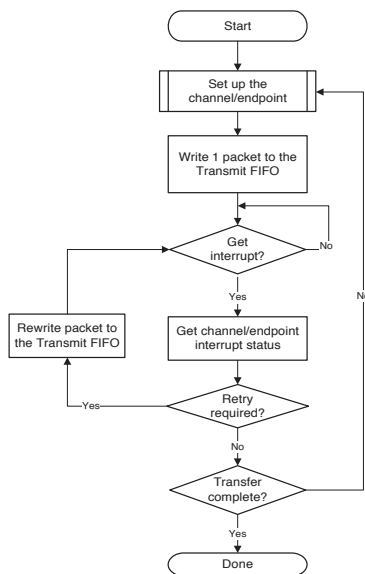 Start
Set up the
channel/endpoint
Write 1 packet to the
Transmit FIFO
Get
interrupt?
No
Yes
Rewrite packet to
the Transmit FIFO
Get channel/endpoint
interrupt status
Yes
Retry
required?
No
Transfer
complete?
Yes
Done